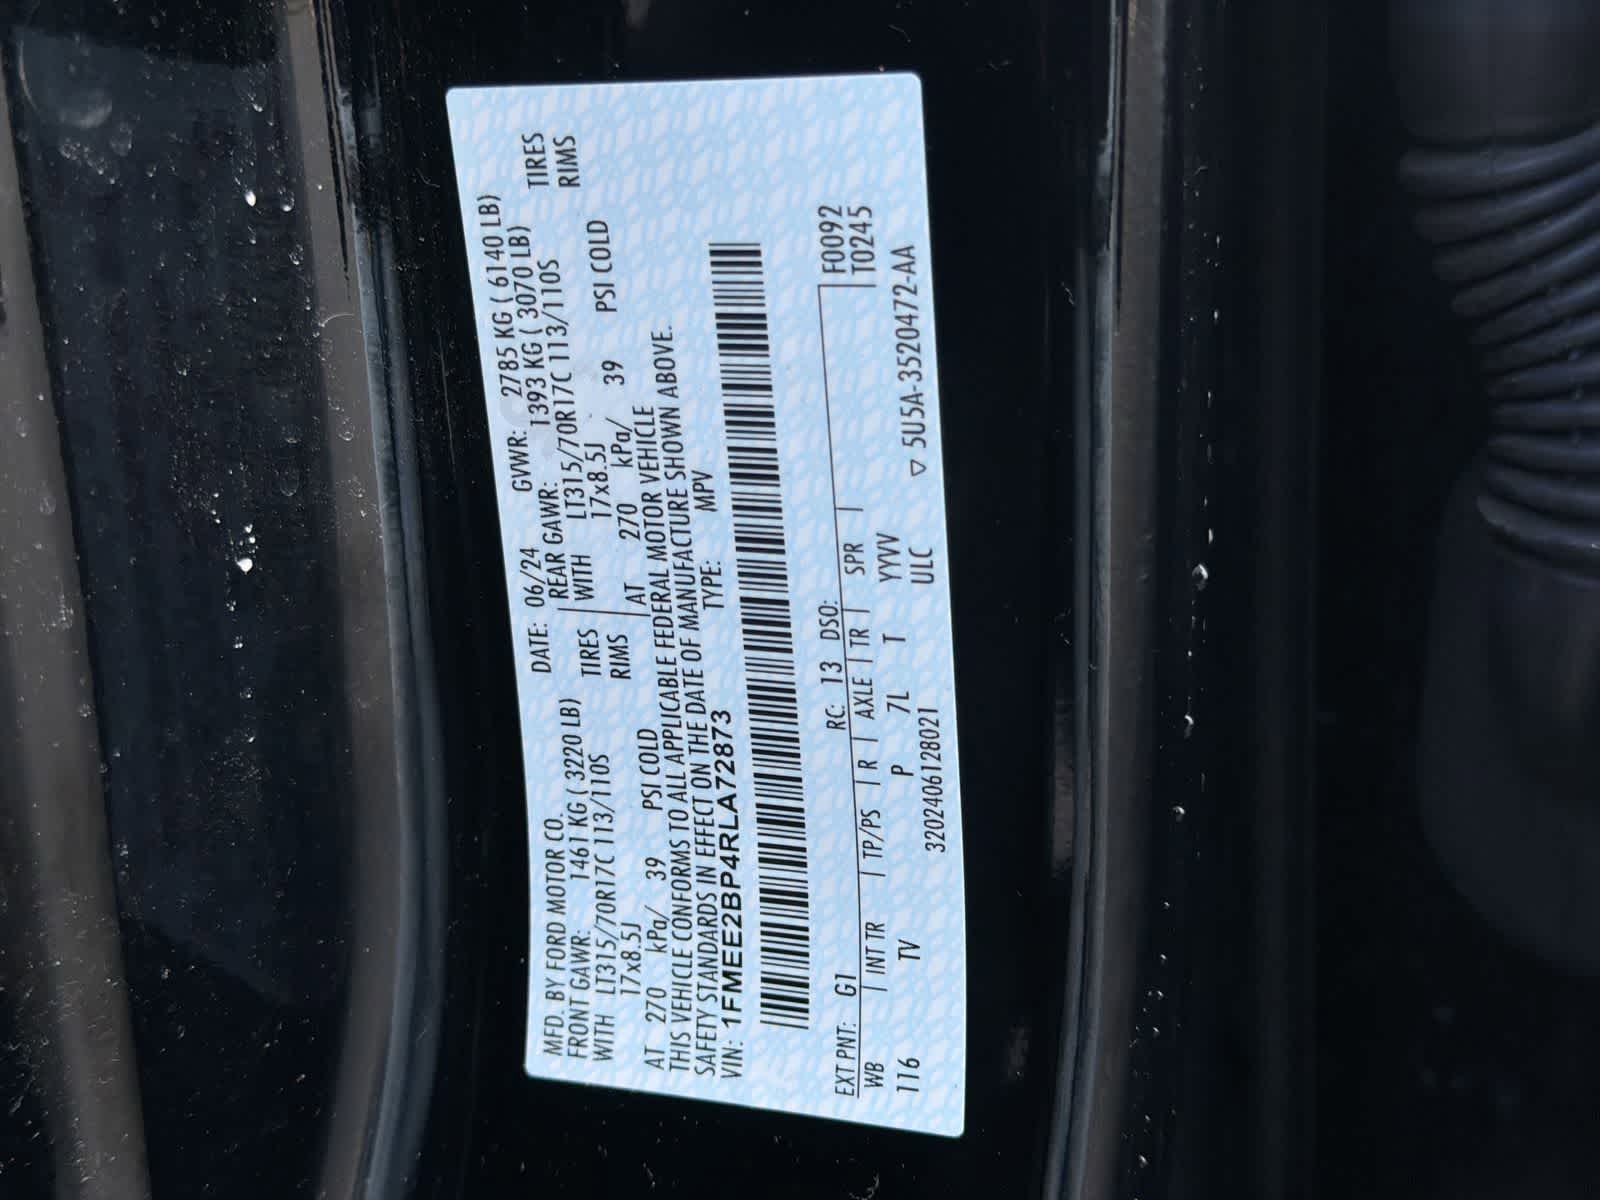 MFD. BY FORD MOTOR CO. DATE: 06/24 GVWR: 2785 KG ( 6140 LB)
FRONT GAWR: 1461 KG ( 3220 LB) REAR GAWR: 1393 KG ( 3070 LB)
WITH LT315/70R17C 113/110S TIRES WITH LT315/70R17C 113/110S TIRES
17x8.5J RIMS 17x8.5J RIMS
AT 270 kPa/ 39 PSI COLD AT 270 kPa/ 39 PSI COLD
THIS VEHICLE CONFORMS TO ALL APPLICABLE FEDERAL MOTOR VEHICLE
SAFETY STANDARDS IN EFFECT ON THE DATE OF MANUFACTURE SHOWN ABOVE.
VIN: 1FMEE2BP4RLA72873 TYPE: MPV
EXT PNT: G1 RC: 13 DSO: F0092
WB | INT TR | TP/PS | R | AXLE | TR | SPR | T0245
116 TV P 7L T YYVV
3202406128021 ULC ▽ 5U5A-3520472-AA